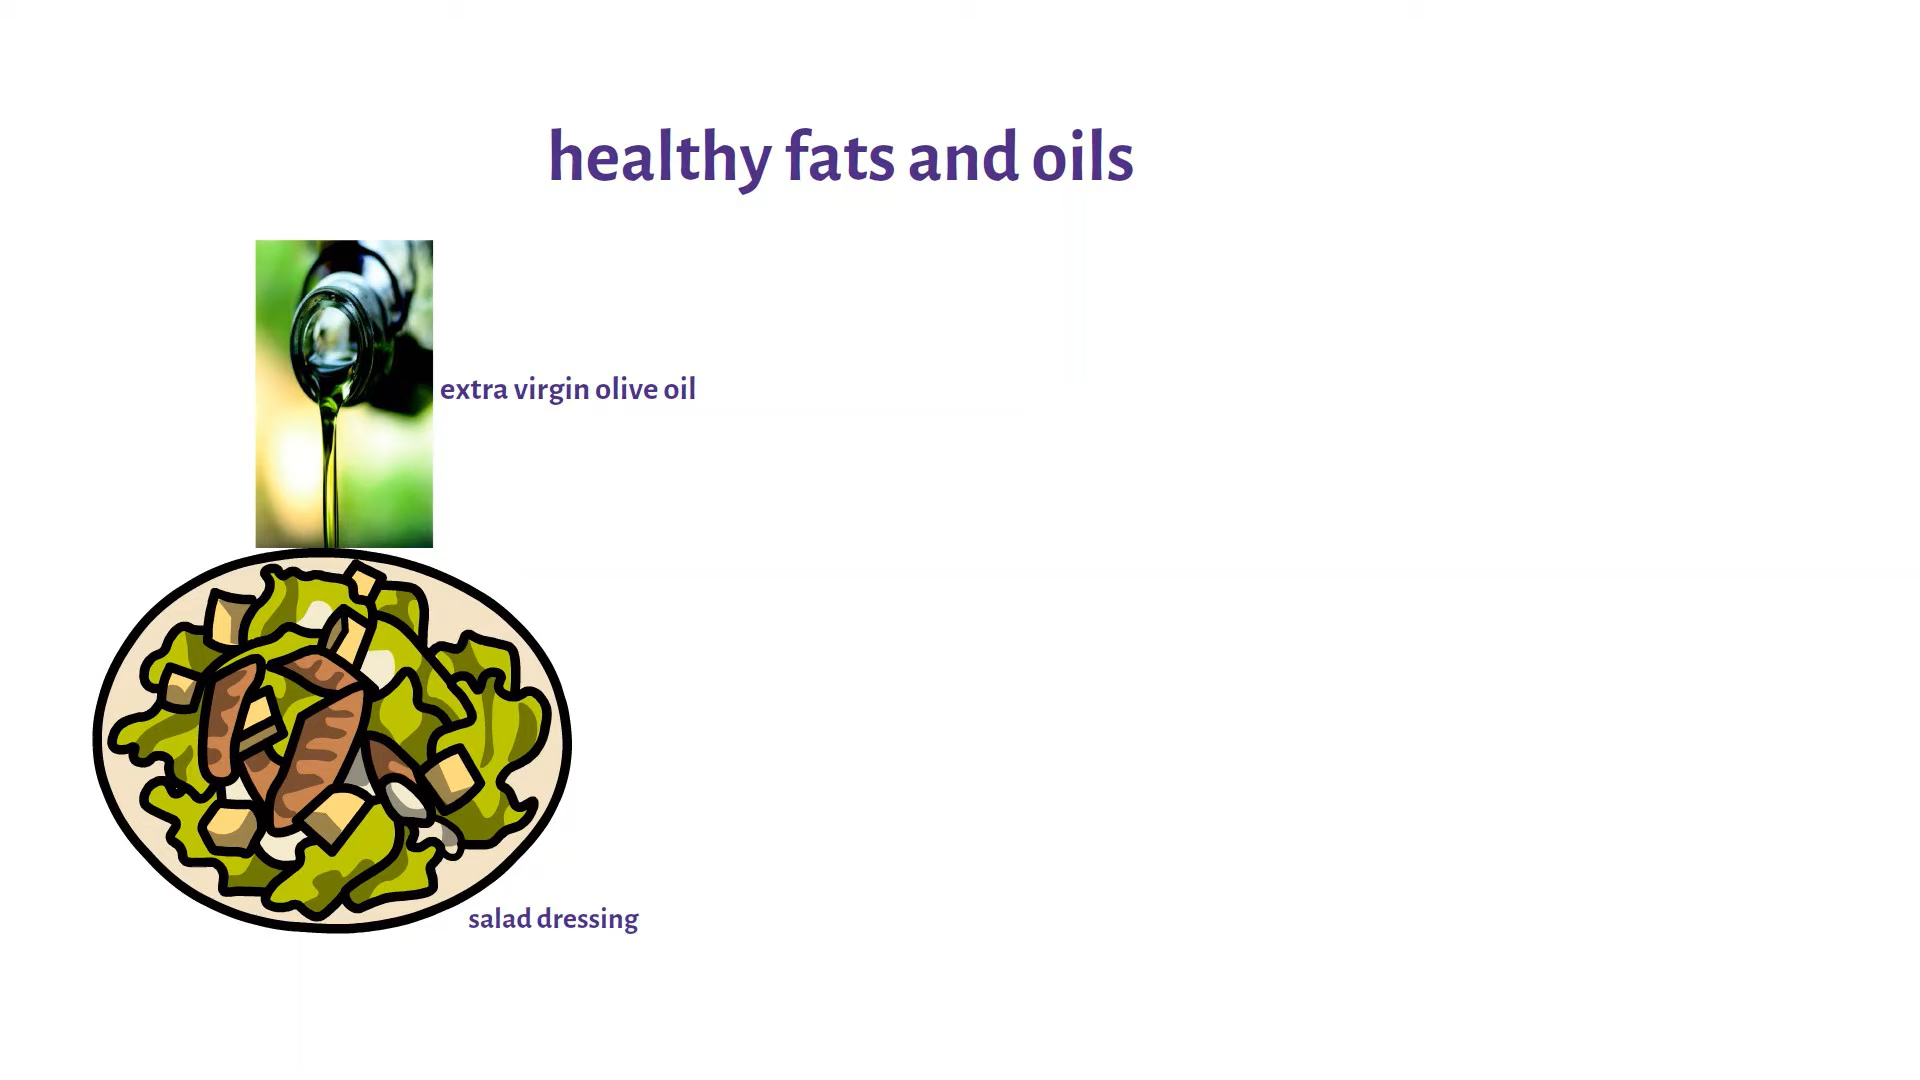 healthy fats and oils
extra virgin olive oil
salad dressing